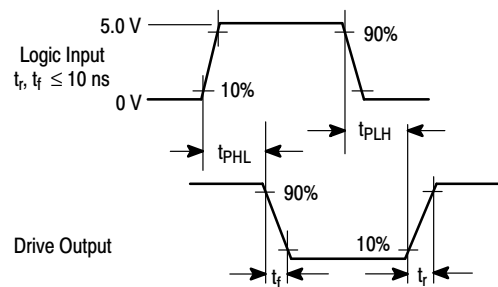 5.0 V
Logic Input
tr, tf ≤ 10 ns
0 V
90%
10%
tPHL
tPLH
90%
10%
Drive Output
tf
tr